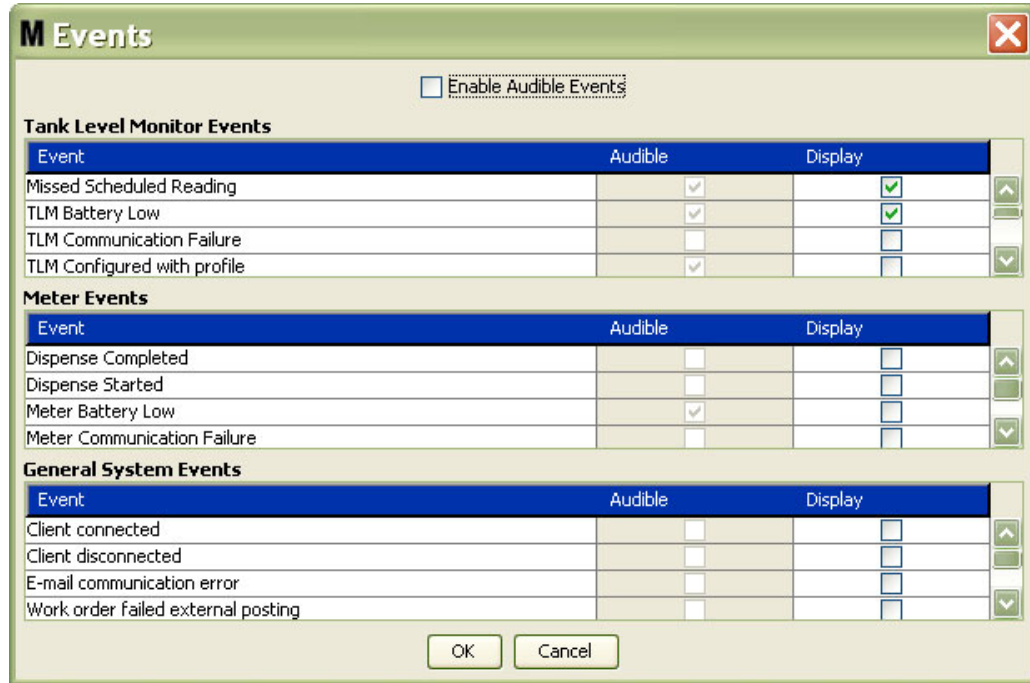 M Events
Enable Audible Events
Tank Level Monitor Events
Event Audible Display
Missed Scheduled Reading
TLM Battery Low
TLM Communication Failure
TLM Configured with profile
Meter Events
Event Audible Display
Dispense Completed
Dispense Started
Meter Battery Low
Meter Communication Failure
General System Events
Event Audible Display
Client connected
Client disconnected
E-mail communication error
Work order failed external posting
OK Cancel